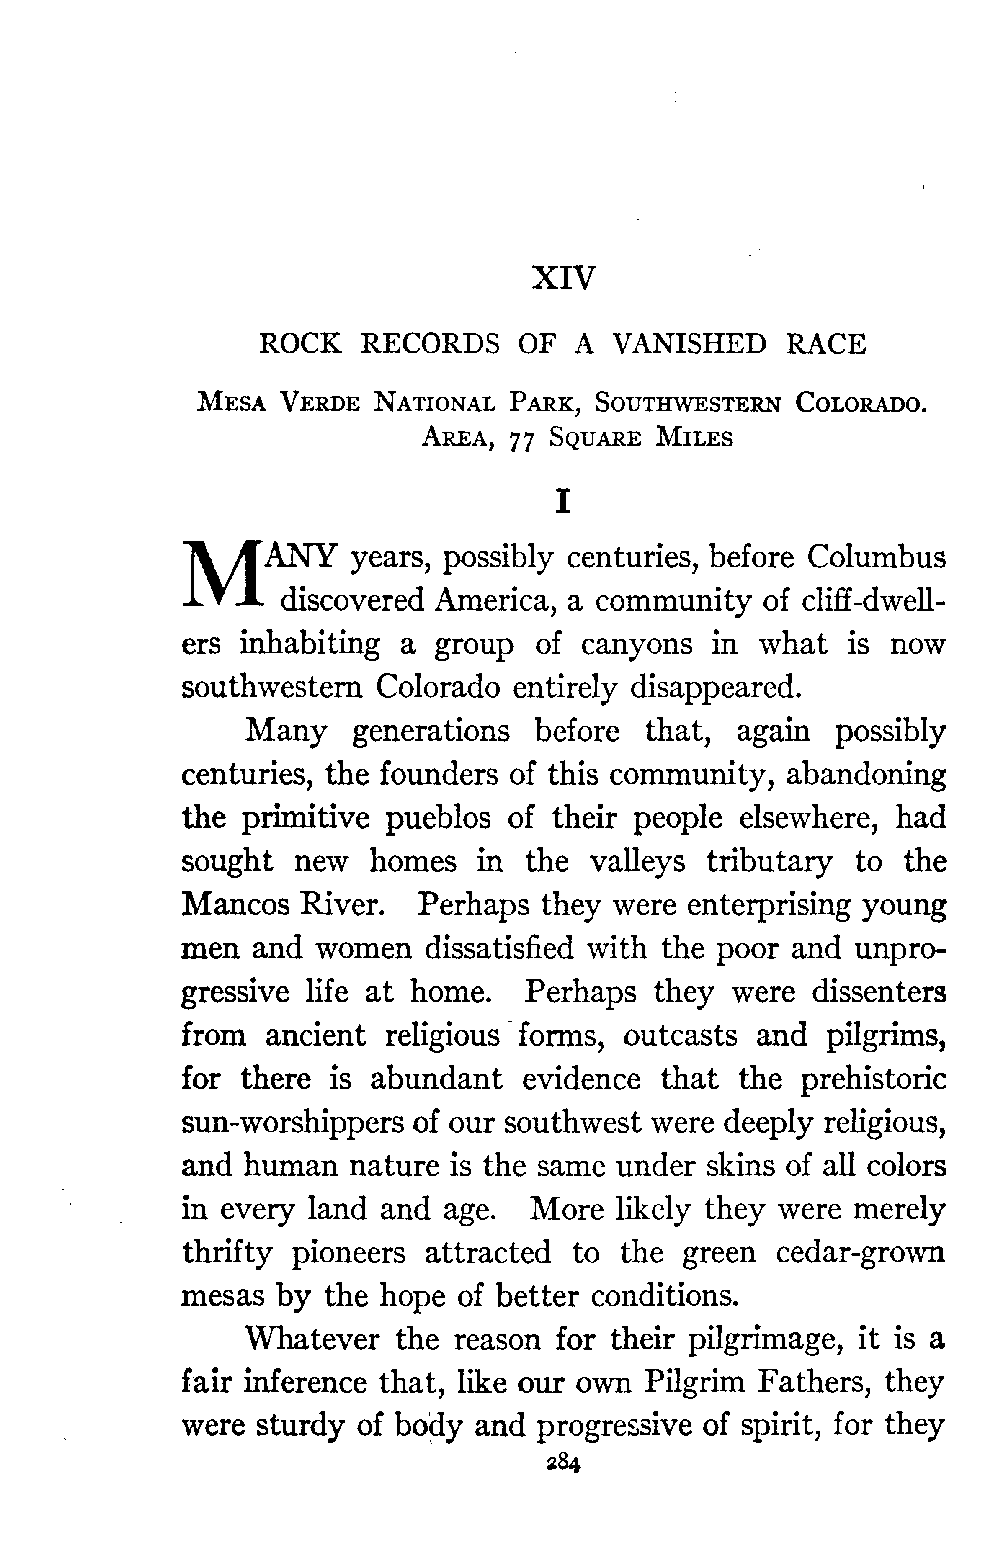 XIV
ROCK RECORDS OF A VANISHED RACE
MESA VERDE NATIONAL PARK, SOUTHWESTERN COLORADO.
AREA, 77 SQUARE MILES
I
MANY years, possibly centuries, before Columbus
discovered America, a community of cliff-dwell-
ers inhabiting a group of canyons in what is now
southwestern Colorado entirely disappeared.
Many generations before that, again possibly
centuries, the founders of this community, abandoning
the primitive pueblos of their people elsewhere, had
sought new homes in the valleys tributary to the
Mancos River. Perhaps they were enterprising young
men and women dissatisfied with the poor and unpro-
gressive life at home. Perhaps they were dissenters
from ancient religious forms, outcasts and pilgrims,
for there is abundant evidence that the prehistoric
sun-worshippers of our southwest were deeply religious,
and human nature is the same under skins of all colors
in every land and age. More likely they were merely
thrifty pioneers attracted to the green cedar-grown
mesas by the hope of better conditions.
Whatever the reason for their pilgrimage, it is a
fair inference that, like our own Pilgrim Fathers, they
were sturdy of body and progressive of spirit, for they
284